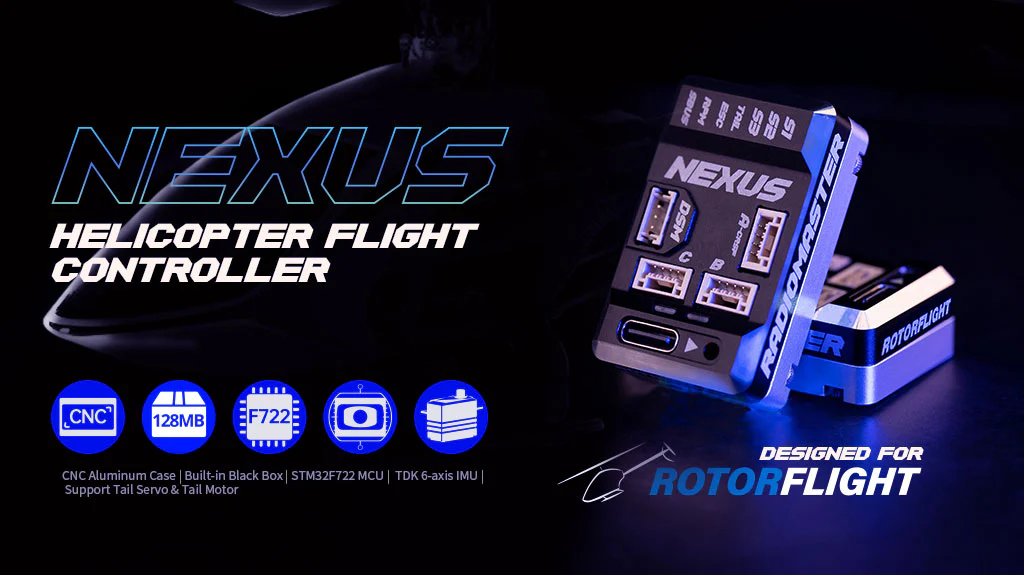 NEXUS
HELICOPTER FLIGHT
CONTROLLER
CNC
128MB
F722
CNC Aluminum Case | Built-in Black Box | STM32F722 MCU | TDK 6-axis IMU |
Support Tail Servo & Tail Motor
SBUS
RPM
ESC
TAIL
S3
S2
S1
NEXUS
DSM
A-CRSF
C
B
RADIOMASTER
ER
ROTORFLIGHT
DESIGNED FOR
ROTORFLIGHT